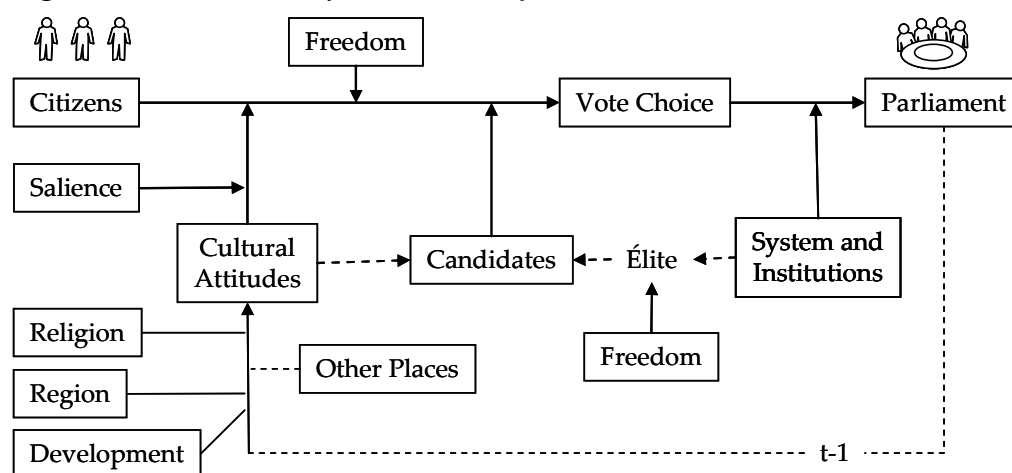 Freedom
Citizens
Vote Choice
Parliament
Salience
Cultural
Attitudes
Candidates
Élite
System and
Institutions
Religion
Other Places
Freedom
Region
Development
t-1